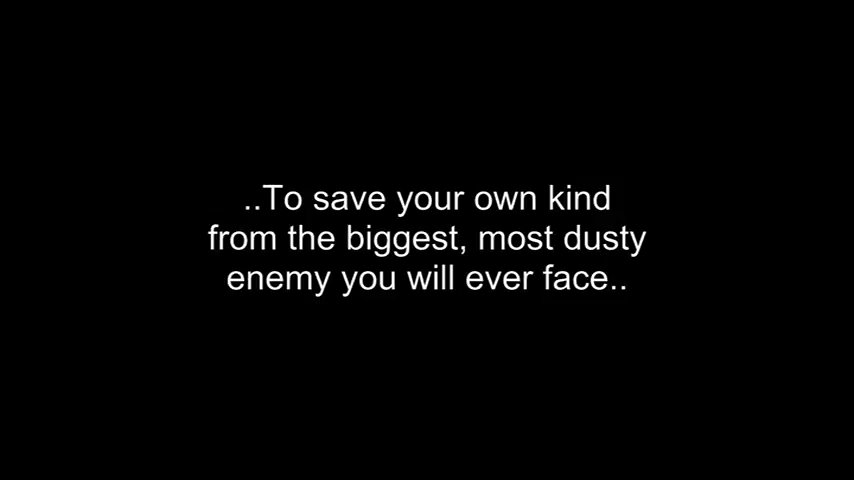 ..To save your own kind
from the biggest, most dusty
enemy you will ever face..